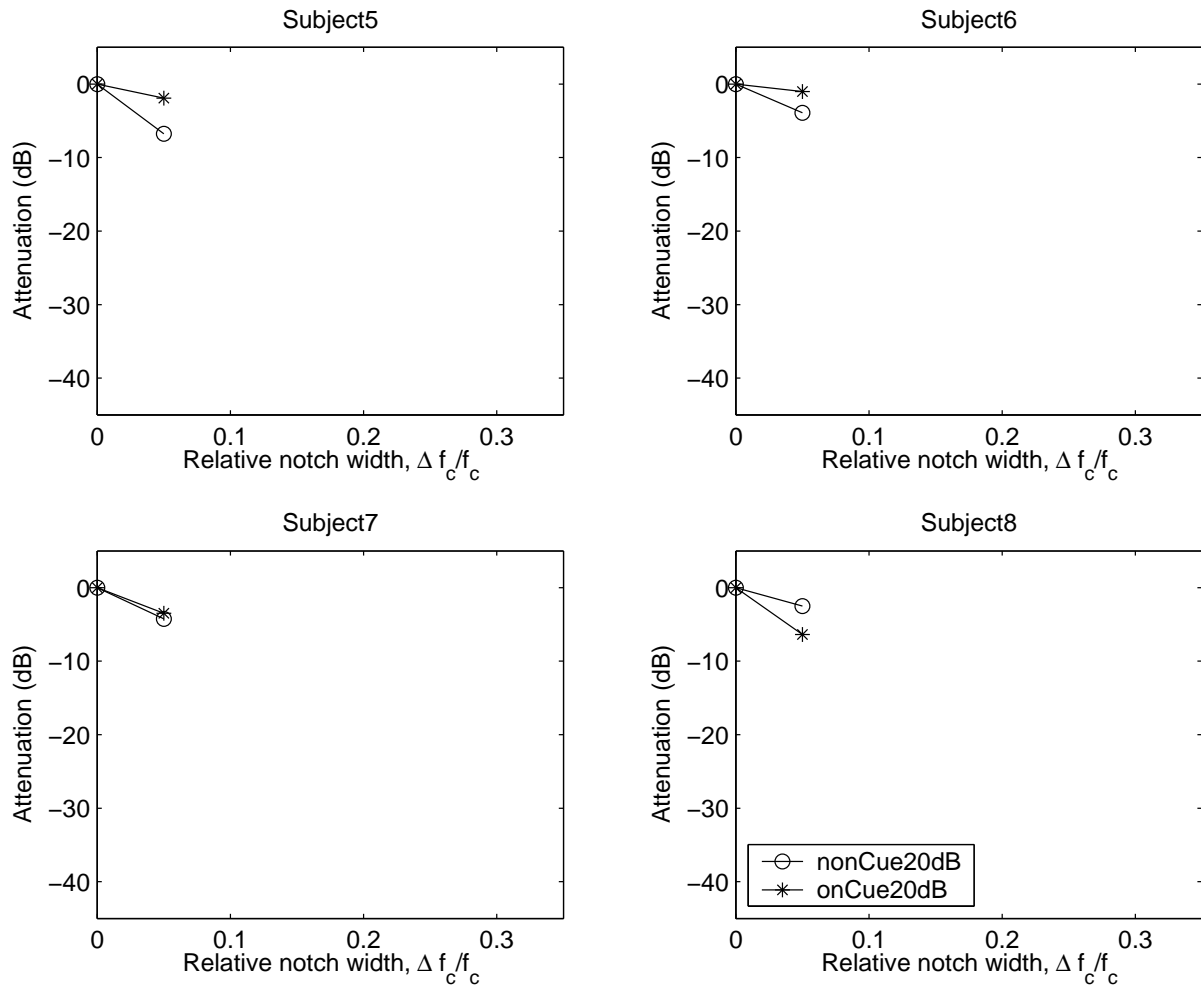 Subject5
0
−10
−20
−30
−40
Attenuation (dB)
0 0.1 0.2 0.3
Relative notch width, Δ f_c/f_c
Subject6
0
−10
−20
−30
−40
Attenuation (dB)
0 0.1 0.2 0.3
Relative notch width, Δ f_c/f_c
Subject7
0
−10
−20
−30
−40
Attenuation (dB)
0 0.1 0.2 0.3
Relative notch width, Δ f_c/f_c
Subject8
0
−10
−20
−30
−40
Attenuation (dB)
nonCue20dB
onCue20dB
0 0.1 0.2 0.3
Relative notch width, Δ f_c/f_c